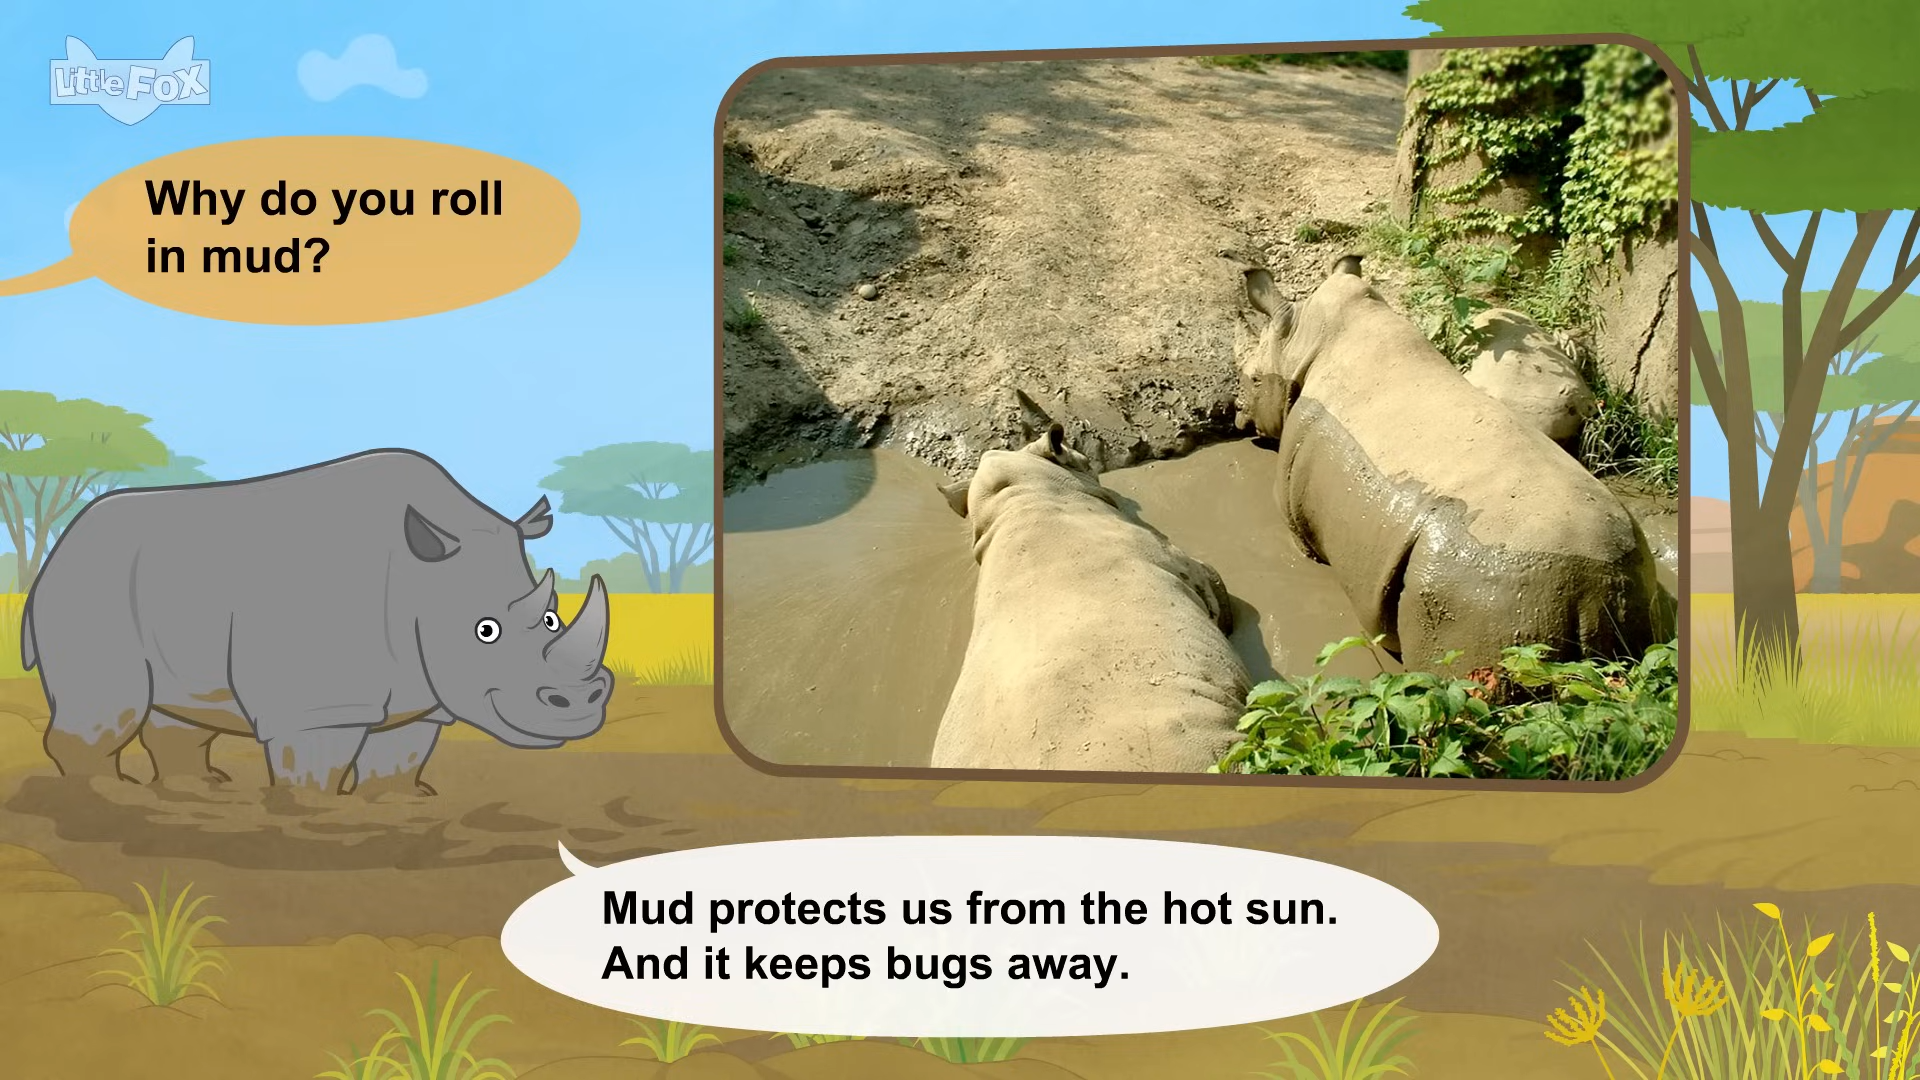 Little Fox
Why do you roll
in mud?
Mud protects us from the hot sun.
And it keeps bugs away.